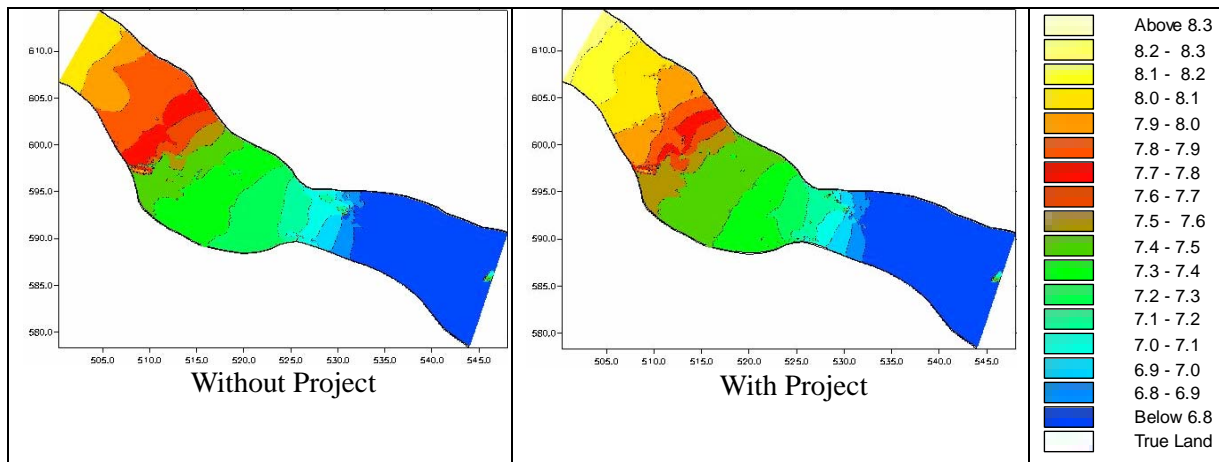 610.0
605.0
600.0
595.0
590.0
585.0
580.0
505.0 510.0 515.0 520.0 525.0 530.0 535.0 540.0 545.0
Without Project
610.0
605.0
600.0
595.0
590.0
585.0
580.0
505.0 510.0 515.0 520.0 525.0 530.0 535.0 540.0 545.0
With Project
Above 8.3
8.2 - 8.3
8.1 - 8.2
8.0 - 8.1
7.9 - 8.0
7.8 - 7.9
7.7 - 7.8
7.6 - 7.7
7.5 - 7.6
7.4 - 7.5
7.3 - 7.4
7.2 - 7.3
7.1 - 7.2
7.0 - 7.1
6.9 - 7.0
6.8 - 6.9
Below 6.8
True Land